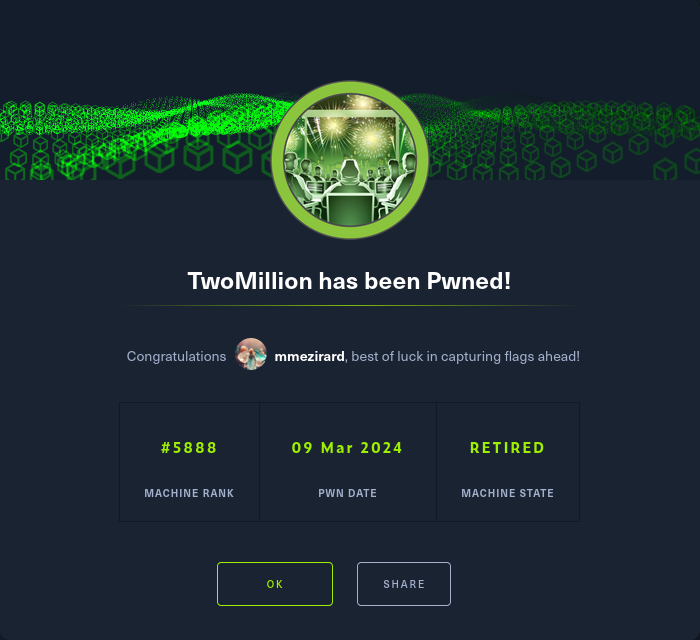 TwoMillion has been Pwned!
Congratulations mmezirard, best of luck in capturing flags ahead!
#5888 09 Mar 2024 RETIRED
MACHINE RANK PWN DATE MACHINE STATE
OK SHARE